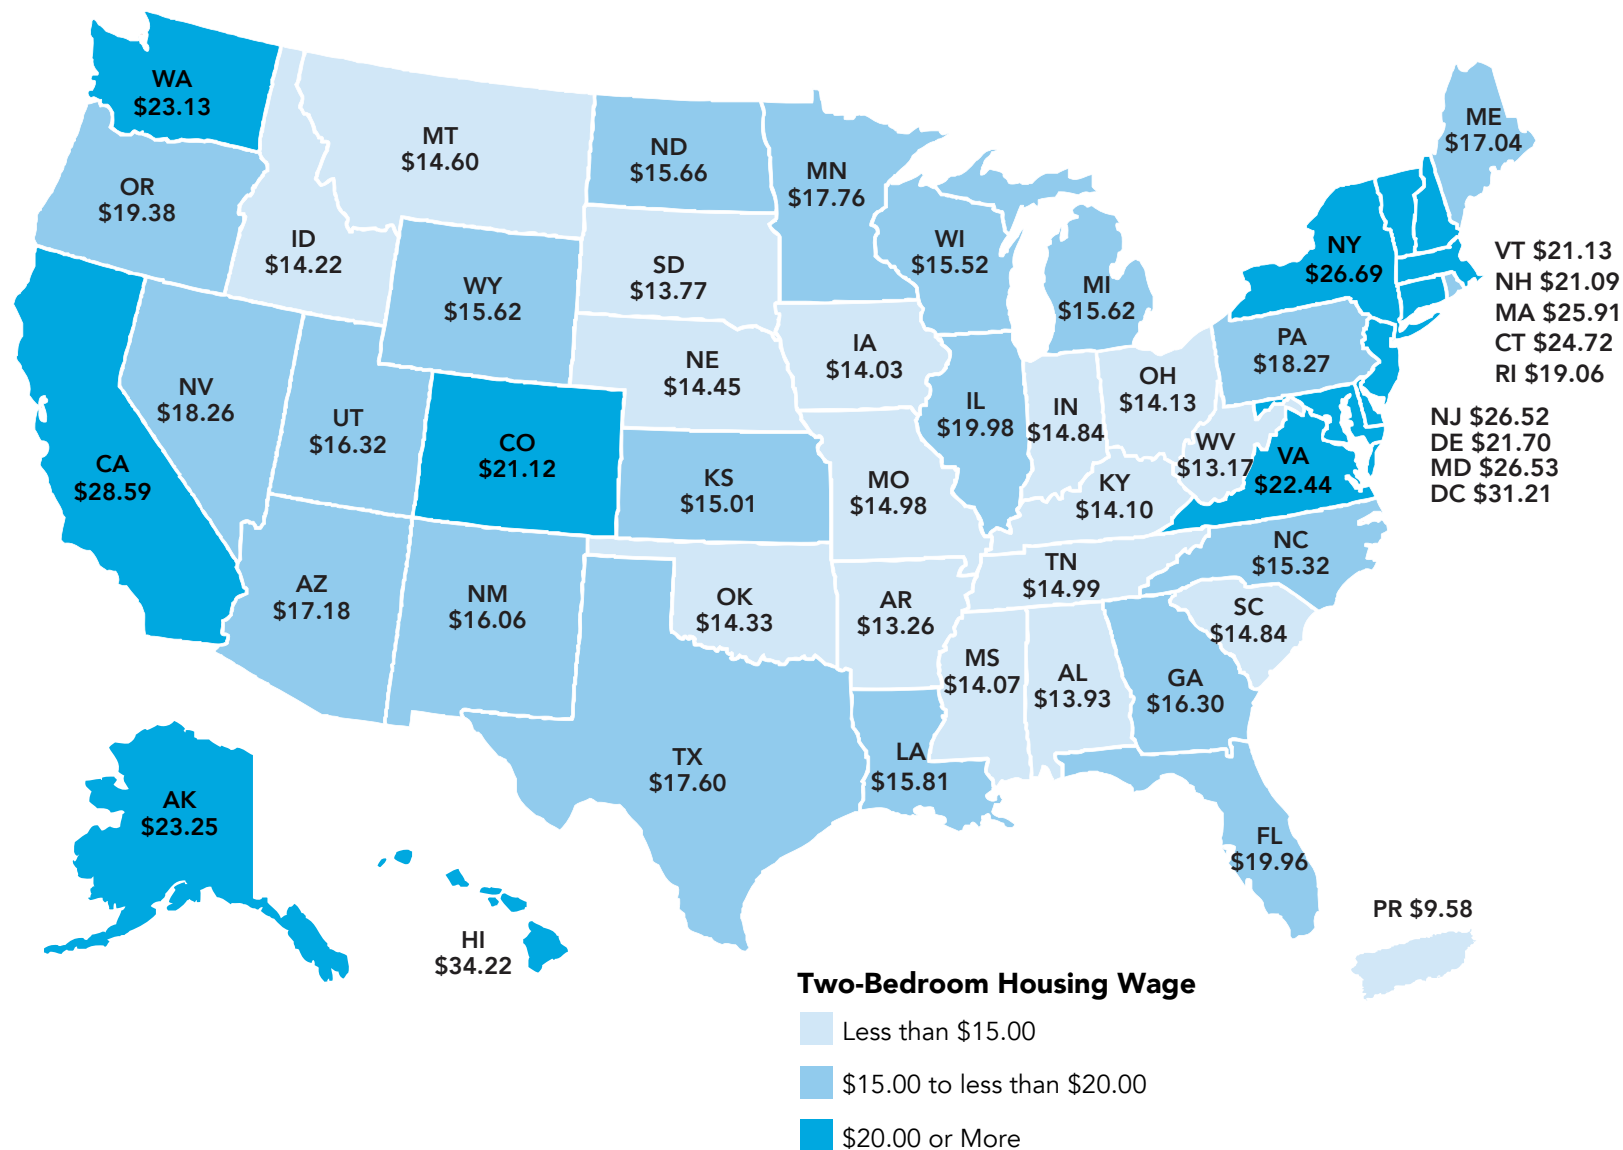 WA
$23.13
MT
$14.60
ND
$15.66
MN
$17.76
ME
$17.04
OR
$19.38
ID
$14.22
WY
$15.62
SD
$13.77
WI
$15.52
MI
$15.62
NY
$26.69
VT $21.13
NH $21.09
MA $25.91
CT $24.72
RI $19.06
NJ $26.52
DE $21.70
MD $26.53
DC $31.21
NV
$18.26
UT
$16.32
NE
$14.45
IA
$14.03
IL
$19.98
IN
$14.84
OH
$14.13
PA
$18.27
CA
$28.59
CO
$21.12
KS
$15.01
MO
$14.98
KY
$14.10
WV
$13.17
VA
$22.44
AZ
$17.18
NM
$16.06
OK
$14.33
AR
$13.26
TN
$14.99
NC
$15.32
SC
$14.84
MS
$14.07
AL
$13.93
GA
$16.30
TX
$17.60
LA
$15.81
FL
$19.96
AK
$23.25
HI
$34.22
PR $9.58
Two-Bedroom Housing Wage
Less than $15.00
$15.00 to less than $20.00
$20.00 or More